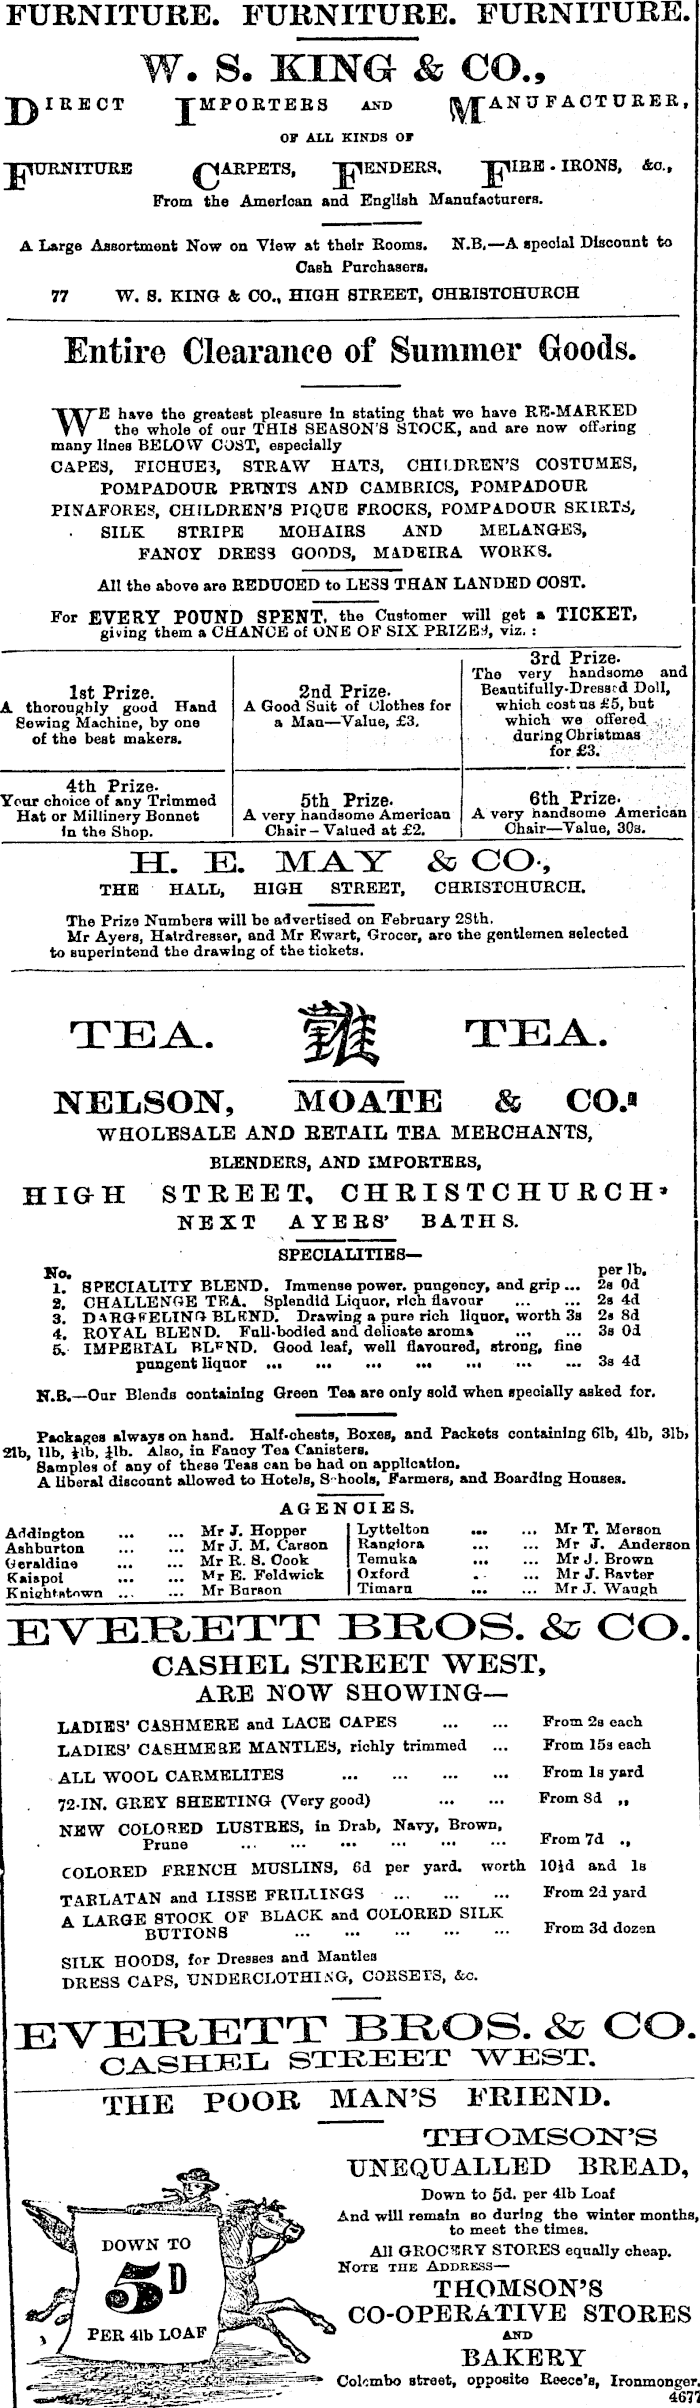 FURNITURE. FURNITURE. FURNITURE.
W. S. KING & CO.,
DIRECT IMPORTERS AND MANUFACTURER,
OF ALL KINDS OF
FURNITURE CARPETS, FENDERS, FIRE-IRONS, &c.,
From the American and English Manufacturers.
A Large Assortment Now on View at their Rooms. N.B.—A special Discount to
Cash Purchasers.
77 W. S. KING & CO., HIGH STREET, CHRISTCHURCH
Entire Clearance of Summer Goods.
WE have the greatest pleasure in stating that we have RE-MARKED
the whole of our THIS SEASON'S STOCK, and are now offering
many lines BELOW COST, especially
CAPES, FICHUES, STRAW HATS, CHILDREN'S COSTUMES,
POMPADOUR PRINTS AND CAMBRICS, POMPADOUR
PINAFORES, CHILDREN'S PIQUE FROCKS, POMPADOUR SKIRTS,
SILK STRIPE MOHAIRS AND MELANGES,
FANCY DRESS GOODS, MADEIRA WORKS.
All the above are REDUCED to LESS THAN LANDED COST.
For EVERY POUND SPENT, the Customer will get a TICKET,
giving them a CHANCE of ONE OF SIX PRIZES, viz. :
1st Prize.
A thoroughly good Hand
Sewing Machine, by one
of the best makers.
2nd Prize.
A Good Suit of Clothes for
a Man—Value, £3.
3rd Prize.
The very handsome and
Beautifully-Dressed Doll,
which cost us £5, but
which we offered
during Christmas
for £3.
4th Prize.
Your choice of any Trimmed
Hat or Millinery Bonnet
in the Shop.
5th Prize.
A very handsome American
Chair—Valued at £2.
6th Prize.
A very handsome American
Chair—Value, 30s.
H. E. MAY & CO.,
THE HALL, HIGH STREET, CHRISTCHURCH.
The Prize Numbers will be advertised on February 28th.
Mr Ayers, Hairdresser, and Mr Ewart, Grocer, are the gentlemen selected
to superintend the drawing of the tickets.
TEA. TEA.
NELSON, MOATE & CO.,
WHOLESALE AND RETAIL TEA MERCHANTS,
BLENDERS, AND IMPORTERS,
HIGH STREET, CHRISTCHURCH,
NEXT AYERS' BATHS.
SPECIALITIES—
No. per lb.
1. SPECIALITY BLEND. Immense power, pungency, and grip ... 2s 0d
2. CHALLENGE TEA. Splendid Liquor, rich flavour ... ... 2s 4d
3. DARGEELING BLEND. Drawing a pure rich liquor, worth 3s 2s 8d
4. ROYAL BLEND. Full-bodied and delicate aroma ... ... 3s 0d
5. IMPERIAL BLEND. Good leaf, well flavoured, strong, fine
pungent liquor ... ... ... ... ... ... ... 3s 4d
N.B.—Our Blends containing Green Tea are only sold when specially asked for.
Packages always on hand. Half-chests, Boxes, and Packets containing 6lb, 4lb, 3lb,
2lb, 1lb, ½lb, ¼lb. Also, in Fancy Tea Canisters.
Samples of any of these Teas can be had on application.
A liberal discount allowed to Hotels, Schools, Farmers, and Boarding Houses.
AGENCIES.
Addington ... ... Mr J. Hopper
Ashburton ... ... Mr J. M. Carson
Geraldine ... ... Mr R. S. Cook
Kaiapoi ... ... Mr E. Feldwick
Knightstown ... ... Mr Burson
Lyttelton ... ... Mr T. Merson
Rangiora ... ... Mr J. Anderson
Temuka ... ... Mr J. Brown
Oxford ... ... Mr J. Baxter
Timaru ... ... Mr J. Waugh
EVERETT BROS. & CO.
CASHEL STREET WEST,
ARE NOW SHOWING—
LADIES' CASHMERE and LACE CAPES ... ... From 2s each
LADIES' CASHMERE MANTLES, richly trimmed ... From 15s each
ALL WOOL CARMELITES ... ... ... ... From 1s yard
72-IN. GREY SHEETING (Very good) ... ... From 8d „
NEW COLORED LUSTRES, in Drab, Navy, Brown,
Prune ... ... ... ... ... ... From 7d „
COLORED FRENCH MUSLINS, 6d per yard. worth 10½d and 1s
TARLATAN and LISSE FRILLINGS ... ... ... From 2d yard
A LARGE STOCK OF BLACK and COLORED SILK
BUTTONS ... ... ... ... ... From 3d dozen
SILK HOODS, for Dresses and Mantles
DRESS CAPS, UNDERCLOTHING, CORSETS, &c.
EVERETT BROS. & CO.
CASHEL STREET WEST.
THE POOR MAN'S FRIEND.
DOWN TO
5D
PER 4lb LOAF
THOMSON'S
UNEQUALLED BREAD,
Down to 5d. per 4lb Loaf
And will remain so during the winter months,
to meet the times.
All GROCERY STORES equally cheap.
NOTE THE ADDRESS—
THOMSON'S
CO-OPERATIVE STORES
AND
BAKERY
Colombo street, opposite Reece's, Ironmonger
4677